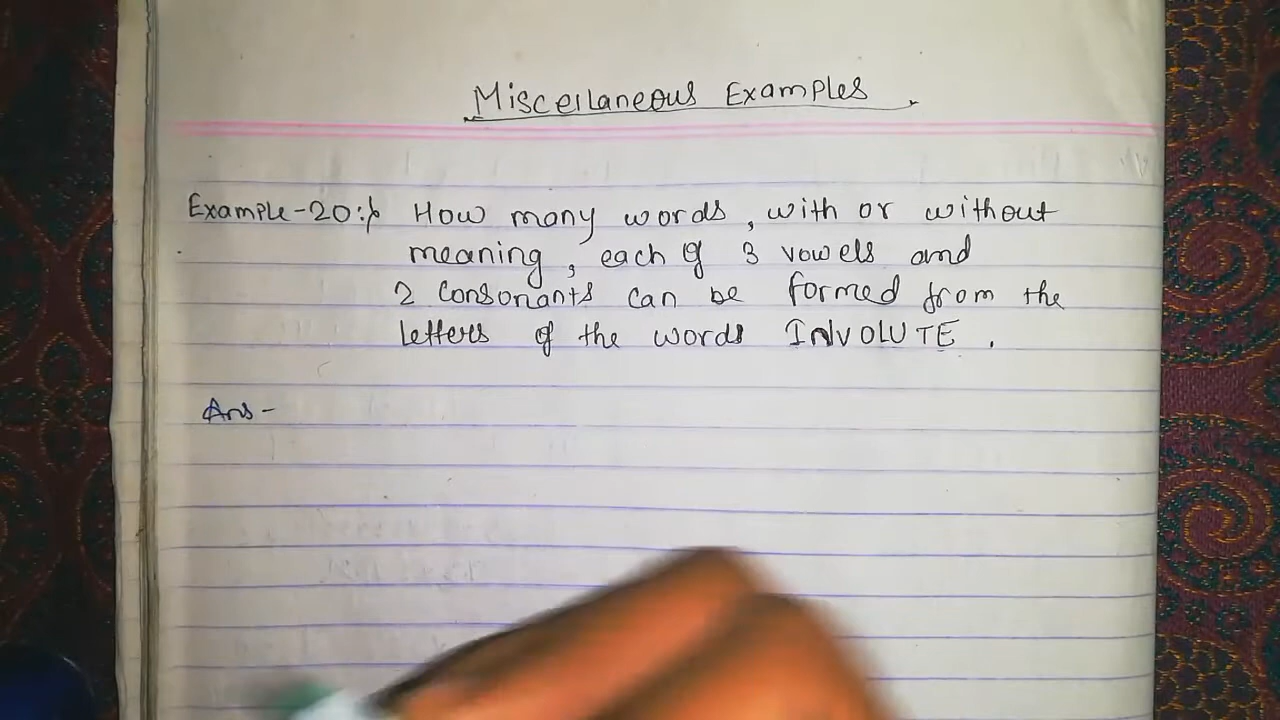 Miscellaneous Examples
Example-20:- How many words, with or without
meaning, each of 3 vowels and
2 consonants can be formed from the
letters of the words INVOLUTE.
Ans-